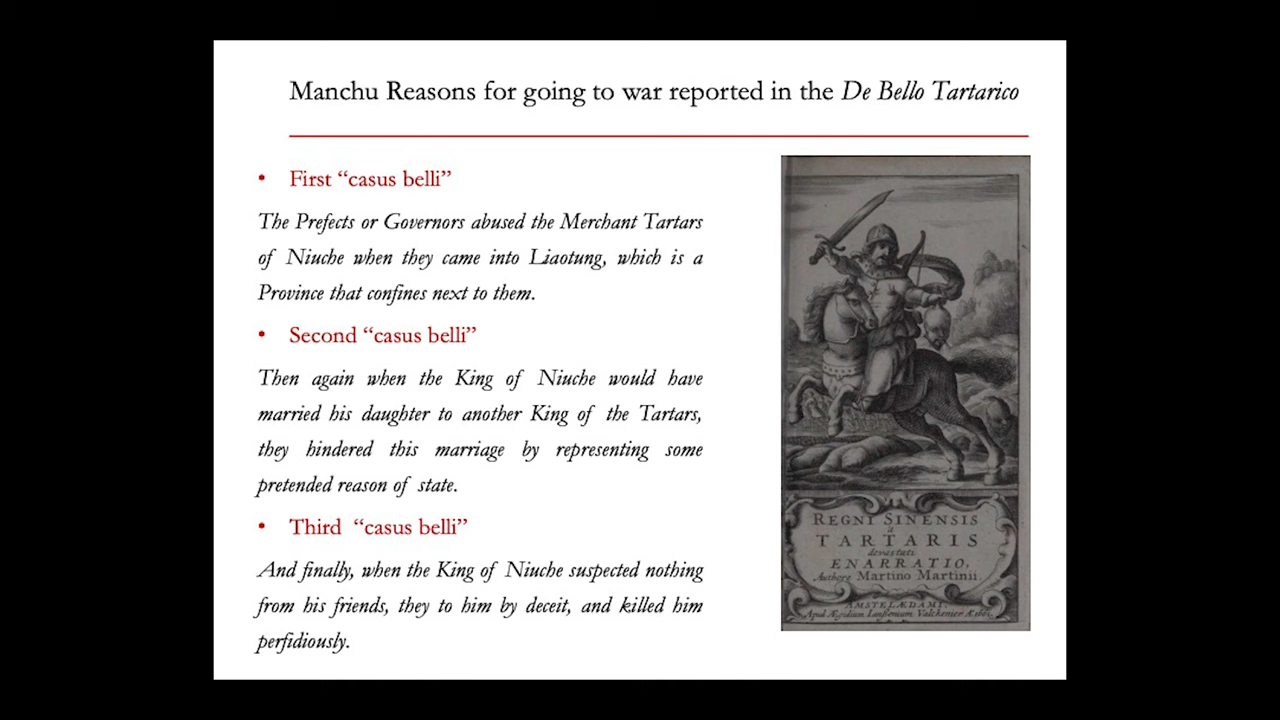 Manchu Reasons for going to war reported in the De Bello Tartarico
• First “casus belli”
The Prefects or Governors abused the Merchant Tartars
of Niuche when they came into Liaotung, which is a
Province that confines next to them.
• Second “casus belli”
Then again when the King of Niuche would have
married his daughter to another King of the Tartars,
they hindered this marriage by representing some
pretended reason of state.
• Third “casus belli”
And finally, when the King of Niuche suspected nothing
from his friends, they to him by deceit, and killed him
perfidiously.
REGNI SINENSIS
à
TARTARIS
devastati
ENARRATIO,
Authore Martino Martinii.
AMSTELÆDAMI,
Apud Ægidium Valckenier